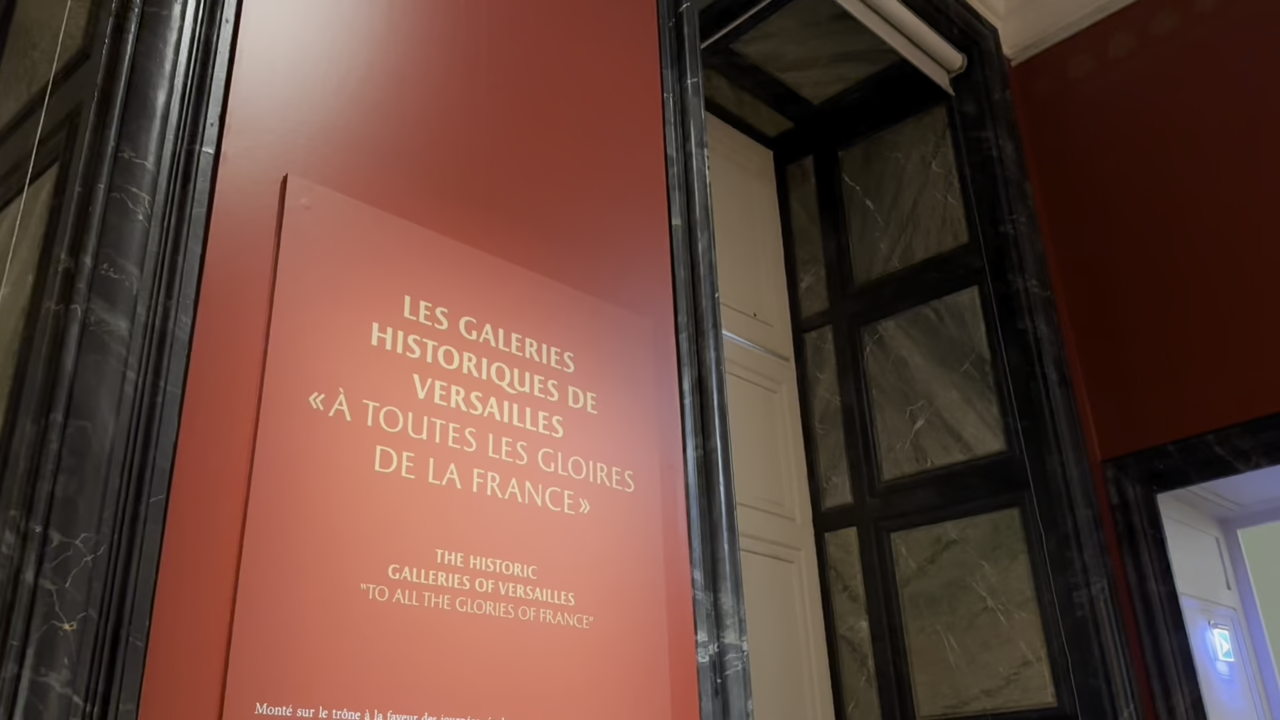 LES GALERIES
HISTORIQUES DE
VERSAILLES
«À TOUTES LES GLOIRES
DE LA FRANCE»
THE HISTORIC
GALLERIES OF VERSAILLES
"TO ALL THE GLORIES OF FRANCE"
Monté sur le trône à la faveur des journées